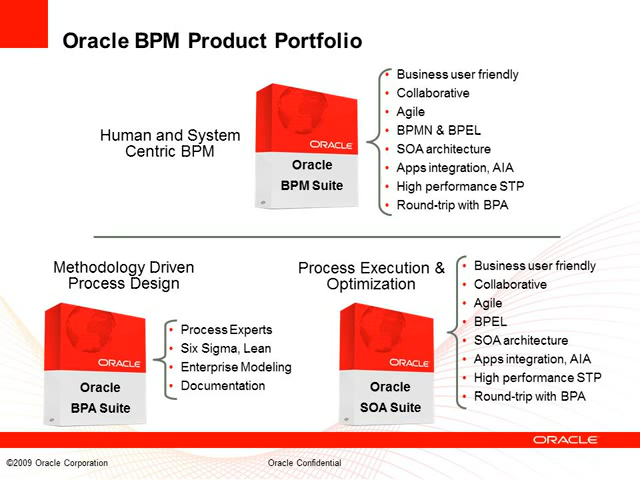 Oracle BPM Product Portfolio
Human and System
Centric BPM
ORACLE
Oracle
BPM Suite
• Business user friendly
• Collaborative
• Agile
• BPMN & BPEL
• SOA architecture
• Apps integration, AIA
• High performance STP
• Round-trip with BPA
Methodology Driven
Process Design
ORACLE
Oracle
BPA Suite
• Process Experts
• Six Sigma, Lean
• Enterprise Modeling
• Documentation
Process Execution &
Optimization
ORACLE
Oracle
SOA Suite
• Business user friendly
• Collaborative
• Agile
• BPEL
• SOA architecture
• Apps integration, AIA
• High performance STP
• Round-trip with BPA
ORACLE
©2009 Oracle Corporation
Oracle Confidential